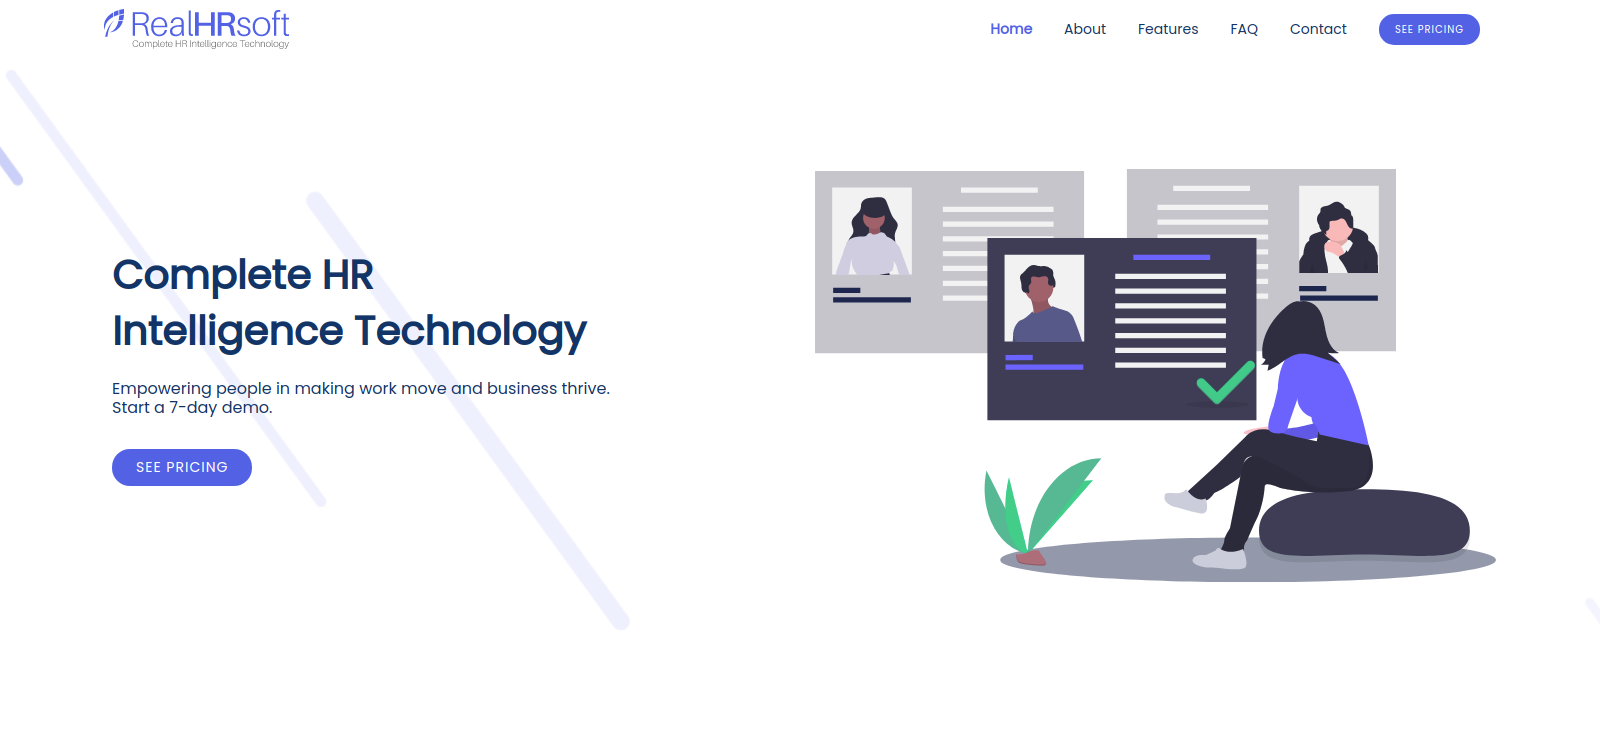 RealHRsoft
Complete HR Intelligence Technology
Home About Features FAQ Contact SEE PRICING
Complete HR
Intelligence Technology
Empowering people in making work move and business thrive.
Start a 7-day demo.
SEE PRICING